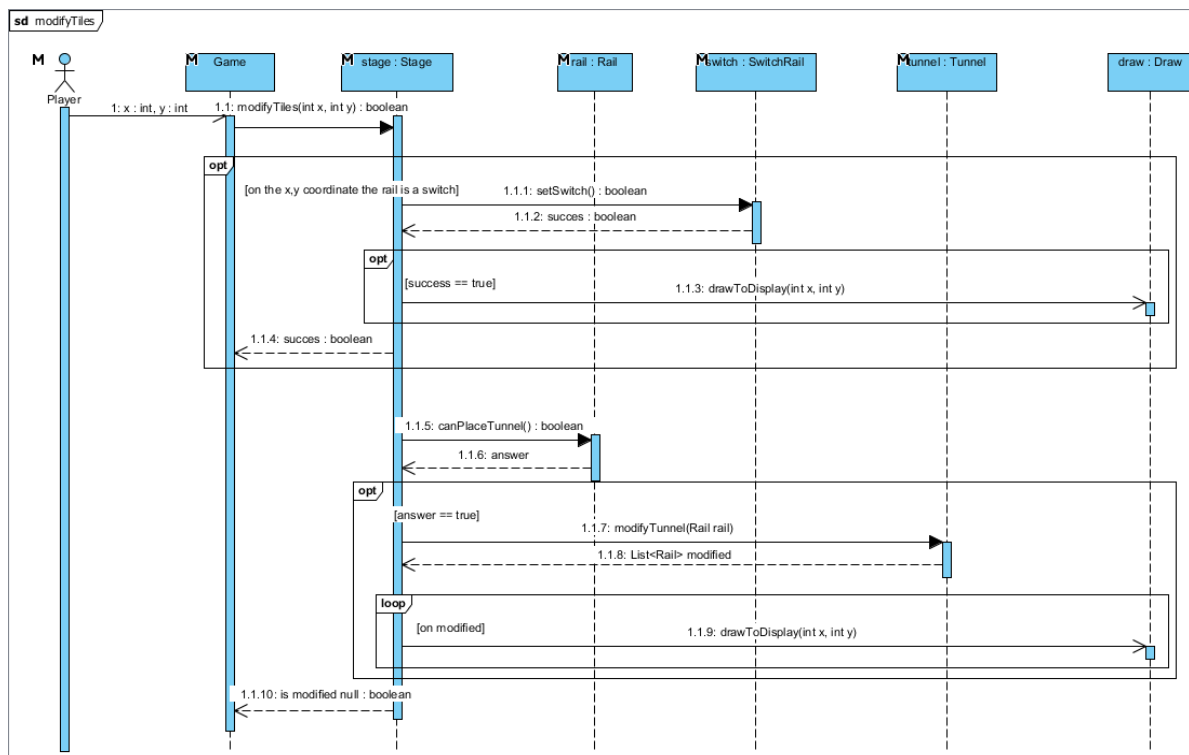 sd modifyTiles
M
Player
M Game
M stage : Stage
M rail : Rail
M switch : SwitchRail
M tunnel : Tunnel
draw : Draw
1: x : int, y : int
1.1: modifyTiles(int x, int y) : boolean
opt
[on the x,y coordinate the rail is a switch]
1.1.1: setSwitch() : boolean
1.1.2: succes : boolean
opt
[success == true]
1.1.3: drawToDisplay(int x, int y)
1.1.4: succes : boolean
1.1.5: canPlaceTunnel() : boolean
1.1.6: answer
opt
[answer == true]
1.1.7: modifyTunnel(Rail rail)
1.1.8: List<Rail> modified
loop
[on modified]
1.1.9: drawToDisplay(int x, int y)
1.1.10: is modified null : boolean